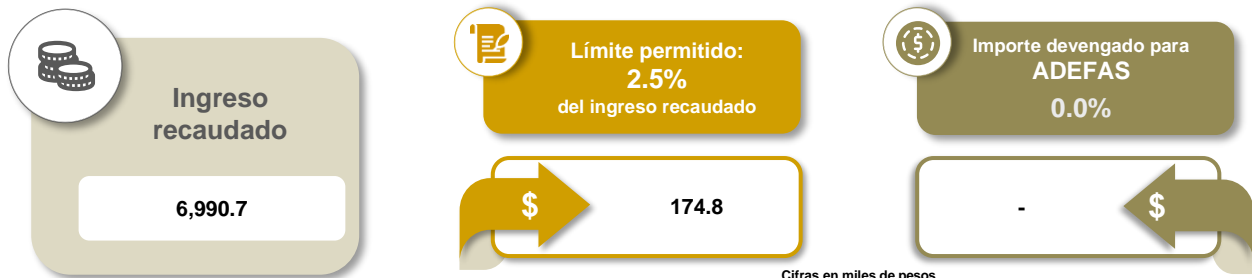 Ingreso
recaudado
6,990.7
Límite permitido:
2.5%
del ingreso recaudado
$
174.8
Importe devengado para
ADEFAS
0.0%
-
$
Cifras en miles de pesos